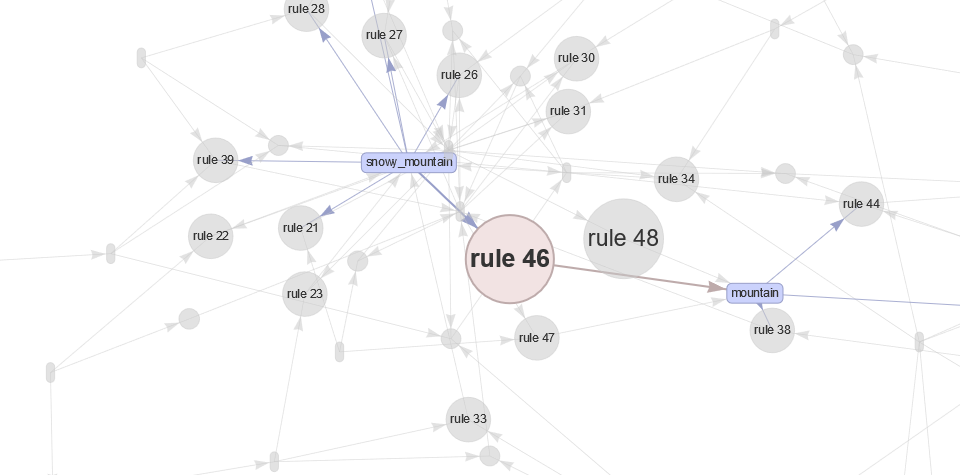 rule 28
rule 27
rule 26
rule 30
rule 31
rule 39
snowy_mountain
rule 34
rule 44
rule 22
rule 21
rule 48
rule 46
rule 23
mountain
rule 47
rule 38
rule 33